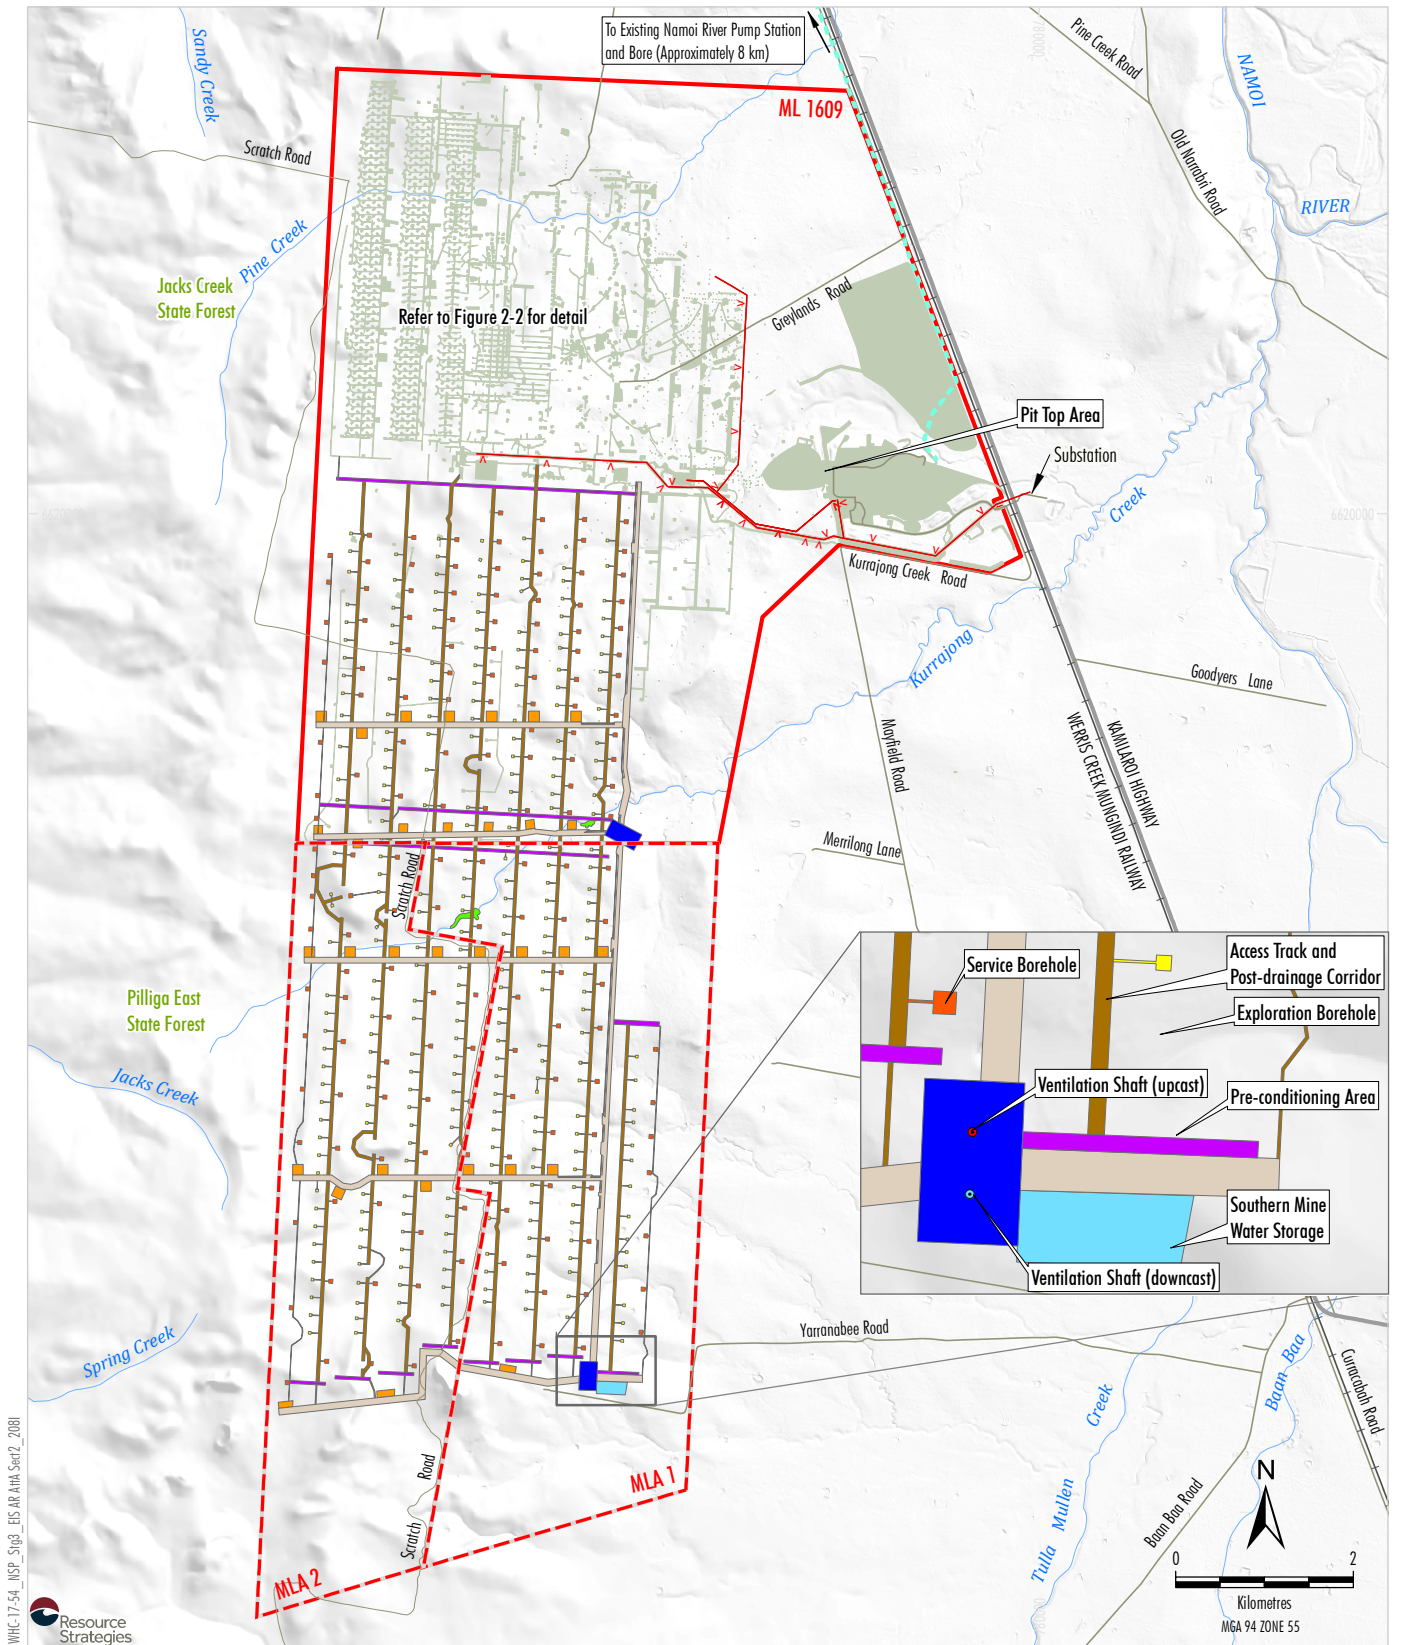 To Existing Namoi River Pump Station
and Bore (Approximately 8 km)
Pine Creek Road
780000
NAMOI
Sandy Creek
ML 1609
Scratch Road
Old Narrabri Road
RIVER
Pine Creek
Jacks Creek
State Forest
Refer to Figure 2-2 for detail
Greylands Road
Pit Top Area
Substation
Creek
6620000
Kurrajong Creek Road
Kurrajong
Goodyers Lane
Mayfield Road
KAMILAROI HIGHWAY
WERRIS CREEK MUNGINDI RAILWAY
Merrilong Lane
Scratch Road
Service Borehole
Access Track and
Post-drainage Corridor
Exploration Borehole
Pilliga East
State Forest
Jacks Creek
Ventilation Shaft (upcast)
Pre-conditioning Area
Southern Mine
Water Storage
Ventilation Shaft (downcast)
Yarranabee Road
Spring Creek
Baan Baa
Curracabah Road
Creek
Tulla Mullen
Scratch Road
MLA 1
MLA 2
Baan Baa Road
N
0 2
Kilometres
MGA 94 ZONE 55
780000
WHC-17-54_NSP_Stg3_EIS AR AttA Sect2_208I
Resource
Strategies